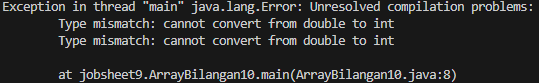 Exception in thread "main" java.lang.Error: Unresolved compilation problems:
Type mismatch: cannot convert from double to int
Type mismatch: cannot convert from double to int
at jobsheet9.ArrayBilangan10.main(ArrayBilangan10.java:8)